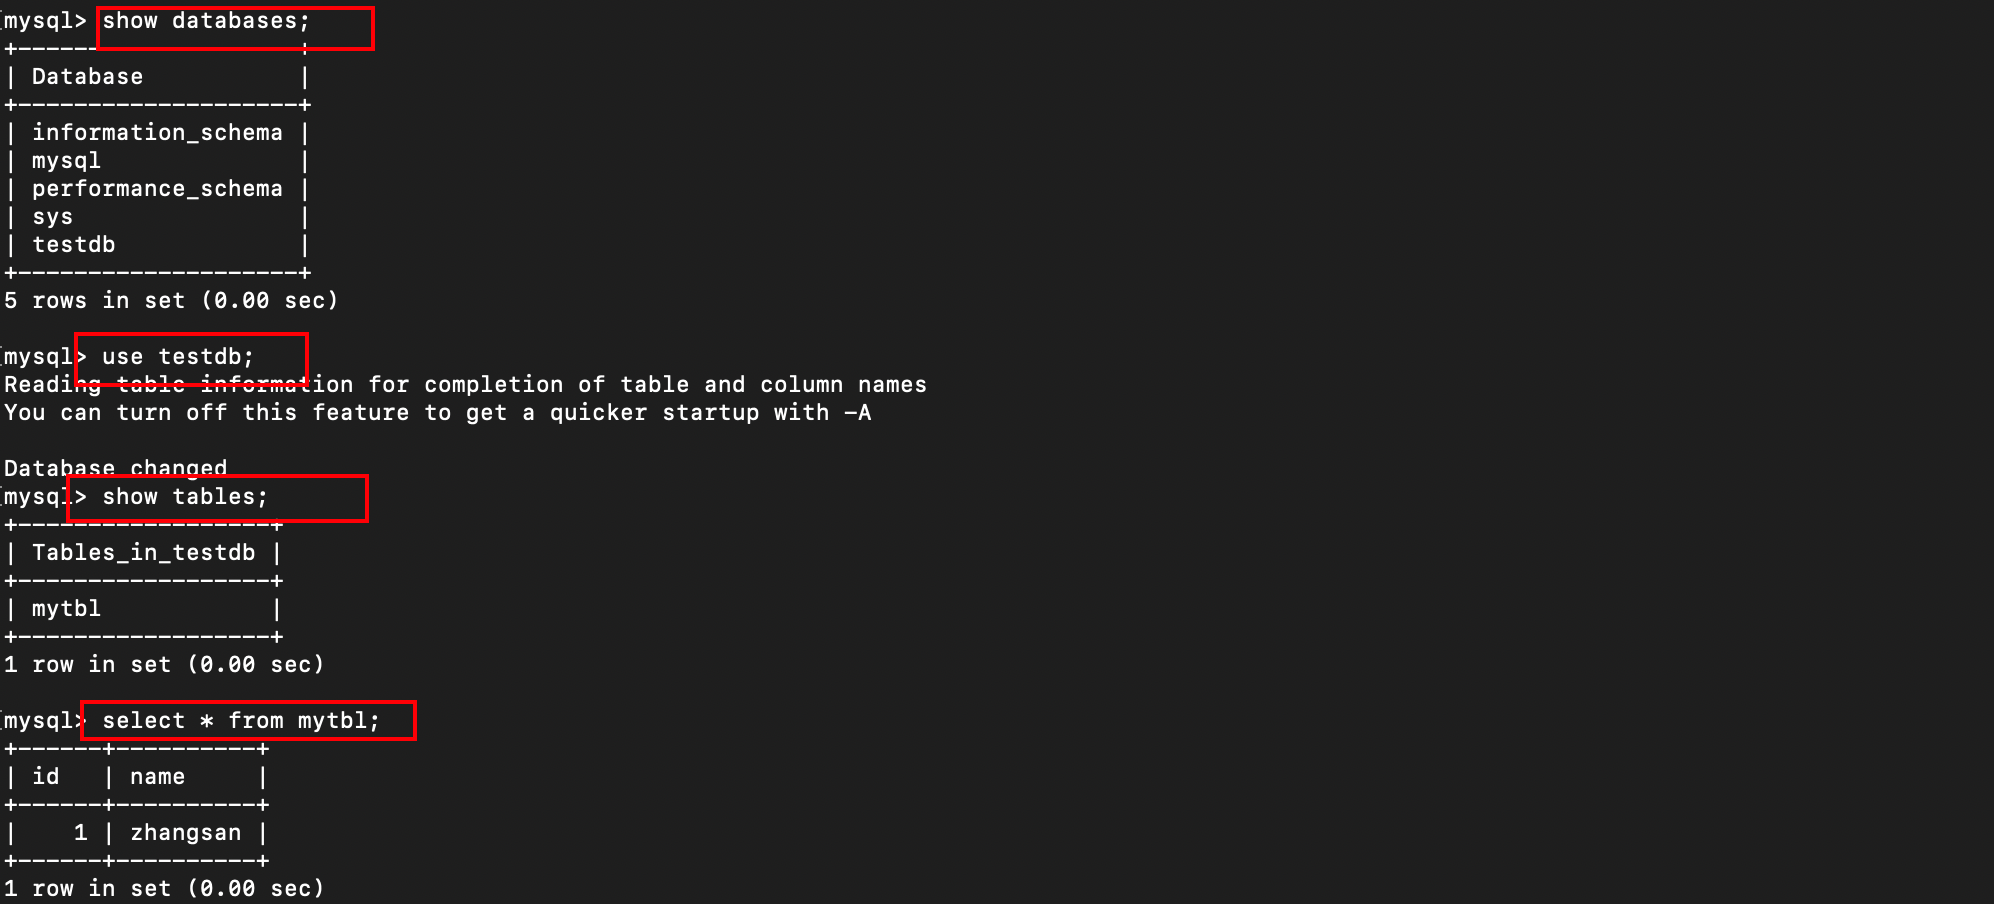 mysql> show databases;
+--------------------+
| Database           |
+--------------------+
| information_schema |
| mysql              |
| performance_schema |
| sys                |
| testdb             |
+--------------------+
5 rows in set (0.00 sec)
mysql> use testdb;
Reading table information for completion of table and column names
You can turn off this feature to get a quicker startup with -A
Database changed
mysql> show tables;
+------------------+
| Tables_in_testdb |
+------------------+
| mytbl            |
+------------------+
1 row in set (0.00 sec)
mysql> select * from mytbl;
+------+----------+
| id   | name     |
+------+----------+
|    1 | zhangsan |
+------+----------+
1 row in set (0.00 sec)